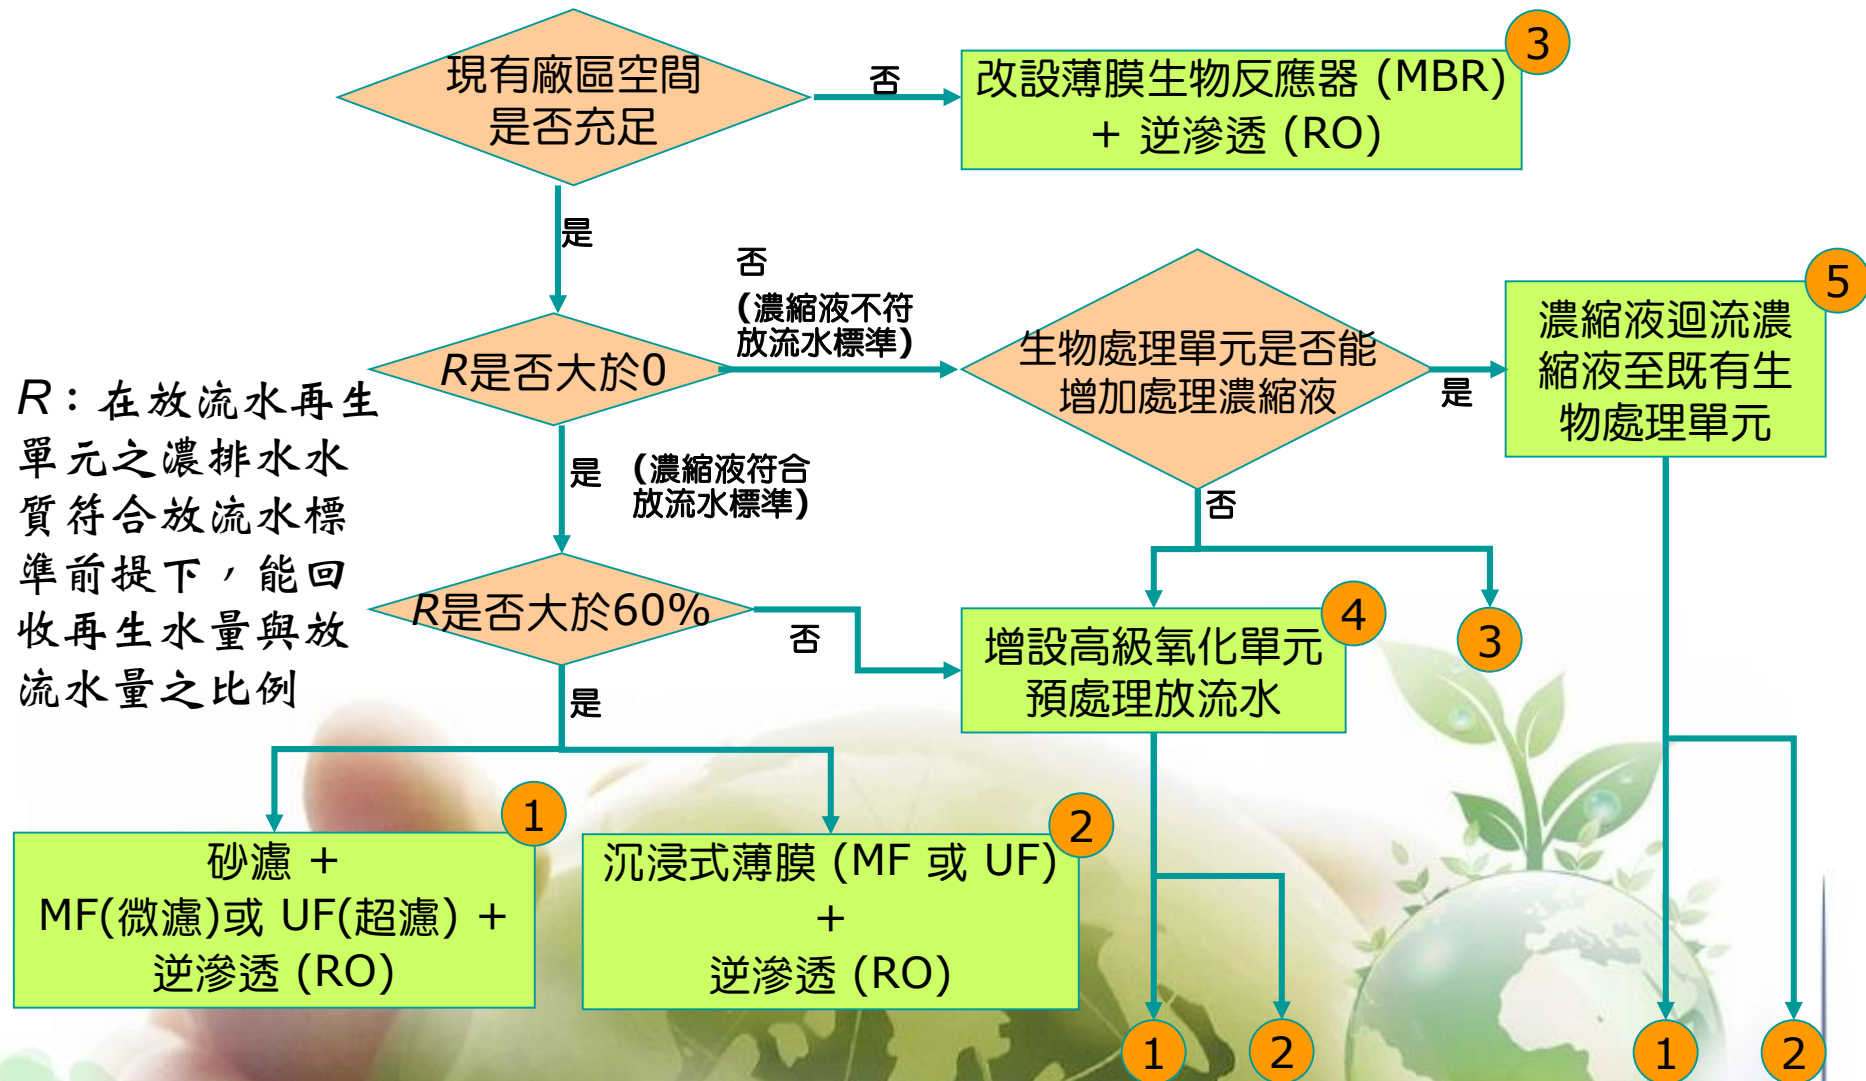 現有廠區空間
是否充足
否
改設薄膜生物反應器 (MBR)
+ 逆滲透 (RO)
3
是
R是否大於0
否
(濃縮液不符
放流水標準)
生物處理單元是否能
增加處理濃縮液
是
濃縮液迴流濃
縮液至既有生
物處理單元
5
R：在放流水再生
單元之濃排水水
質符合放流水標
準前提下，能回
收再生水量與放
流水量之比例
是
(濃縮液符合
放流水標準)
否
R是否大於60%
否
增設高級氧化單元
預處理放流水
4
3
是
砂濾 +
MF(微濾)或 UF(超濾) +
逆滲透 (RO)
1
沉浸式薄膜 (MF 或 UF)
+
逆滲透 (RO)
2
1
2
1
2